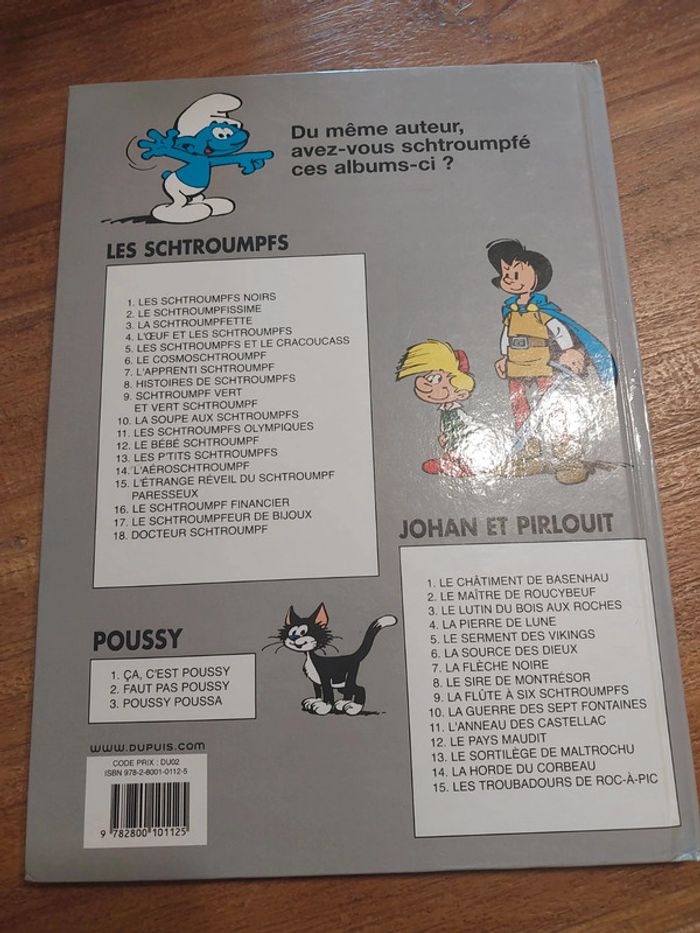 Du même auteur,
avez-vous schtroumpfé
ces albums-ci ?
LES SCHTROUMPFS
1. LES SCHTROUMPFS NOIRS
2. LE SCHTROUMPFISSIME
3. LA SCHTROUMPFETTE
4. L'ŒUF ET LES SCHTROUMPFS
5. LES SCHTROUMPFS ET LE CRACOUCASS
6. LE COSMOSCHTROUMPF
7. L'APPRENTI SCHTROUMPF
8. HISTOIRES DE SCHTROUMPFS
9. SCHTROUMPF VERT
ET VERT SCHTROUMPF
10. LA SOUPE AUX SCHTROUMPFS
11. LES SCHTROUMPFS OLYMPIQUES
12. LE BÉBÉ SCHTROUMPF
13. LES P'TITS SCHTROUMPFS
14. L'AÉROSCHTROUMPF
15. L'ÉTRANGE RÉVEIL DU SCHTROUMPF
PARESSEUX
16. LE SCHTROUMPF FINANCIER
17. LE SCHTROUMPFEUR DE BIJOUX
18. DOCTEUR SCHTROUMPF
JOHAN ET PIRLOUIT
1. LE CHÂTIMENT DE BASENHAU
2. LE MAÎTRE DE ROUCYBEUF
3. LE LUTIN DU BOIS AUX ROCHES
4. LA PIERRE DE LUNE
5. LE SERMENT DES VIKINGS
6. LA SOURCE DES DIEUX
7. LA FLÈCHE NOIRE
8. LE SIRE DE MONTRÉSOR
9. LA FLÛTE À SIX SCHTROUMPFS
10. LA GUERRE DES SEPT FONTAINES
11. L'ANNEAU DES CASTELLAC
12. LE PAYS MAUDIT
13. LE SORTILÈGE DE MALTROCHU
14. LA HORDE DU CORBEAU
15. LES TROUBADOURS DE ROC-À-PIC
POUSSY
1. ÇA, C'EST POUSSY
2. FAUT PAS POUSSY
3. POUSSY POUSSA
WWW.DUPUIS.COM
CODE PRIX : DU02
ISBN 978-2-8001-0112-5
9 782800 101125